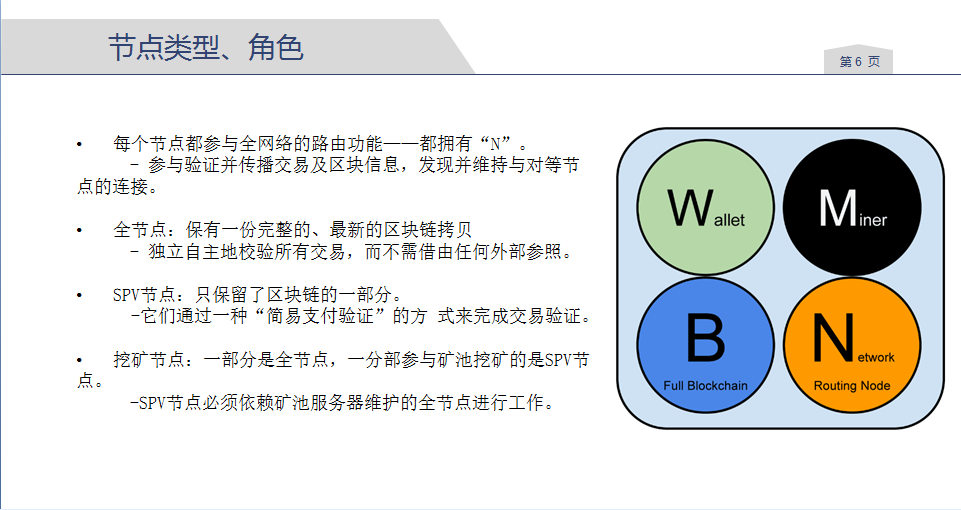 节点类型、角色
第 6 页
• 每个节点都参与全网络的路由功能——都拥有“N”。
– 参与验证并传播交易及区块信息，发现并维持与对等节
点的连接。
• 全节点：保有一份完整的、最新的区块链拷贝
– 独立自主地校验所有交易，而不需借由任何外部参照。
• SPV节点：只保留了区块链的一部分。
–它们通过一种“简易支付验证”的方 式来完成交易验证。
• 挖矿节点：一部分是全节点，一分部参与矿池挖矿的是SPV节
点。
–SPV节点必须依赖矿池服务器维护的全节点进行工作。
Wallet
Miner
B
Full Blockchain
Network
Routing Node